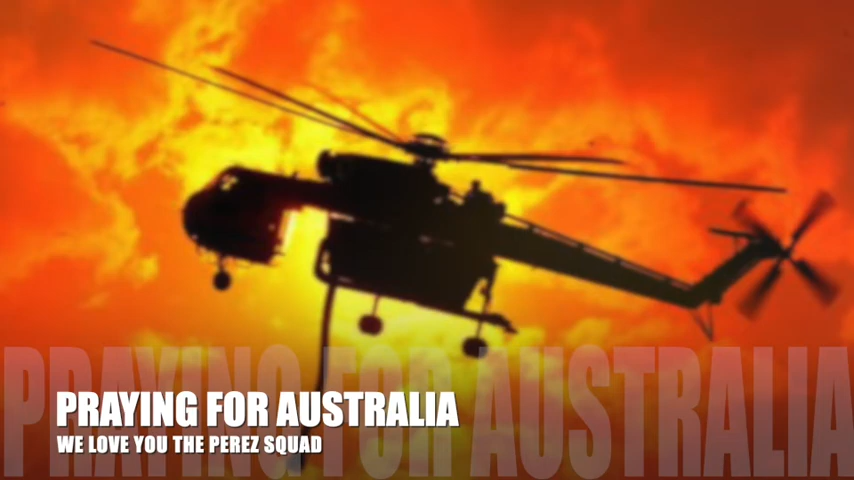 PRAYING FOR AUSTRALIA
PRAYING FOR AUSTRALIA
WE LOVE YOU THE PEREZ SQUAD